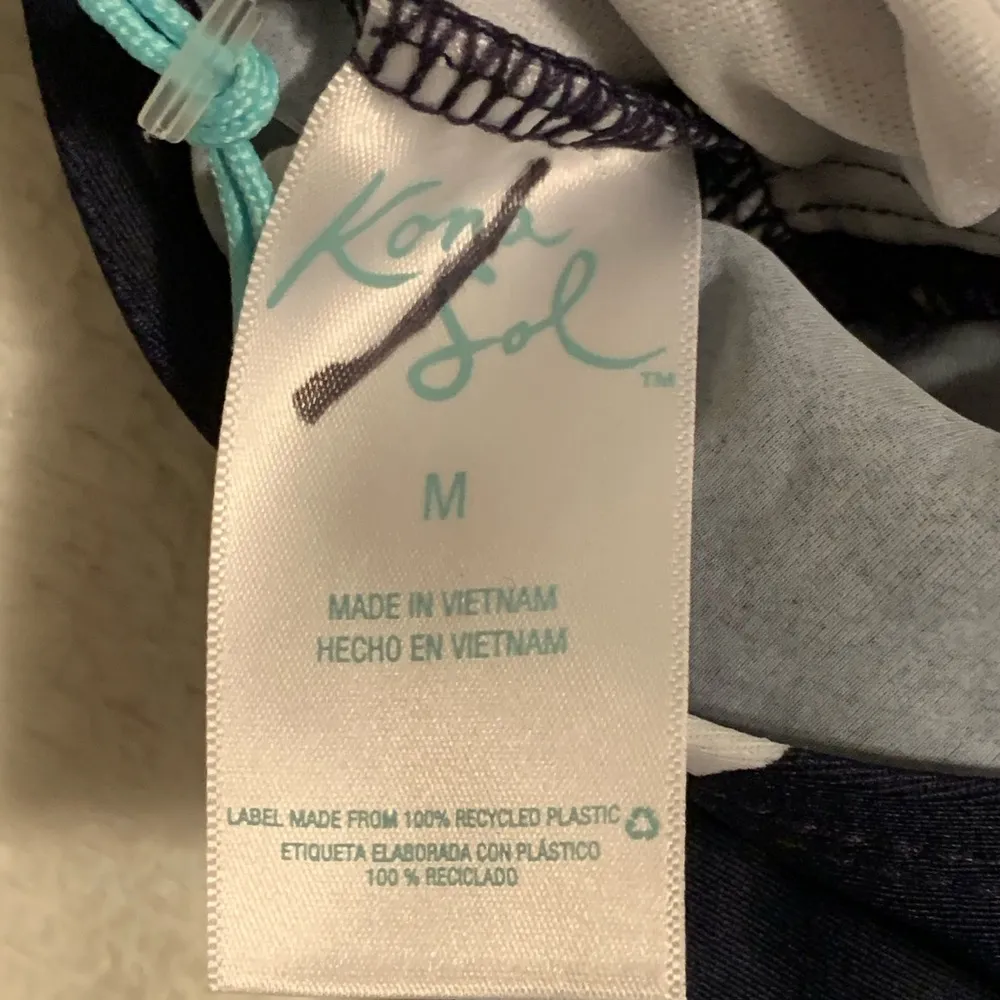 Kona
Sol
TM
M
MADE IN VIETNAM
HECHO EN VIETNAM
LABEL MADE FROM 100% RECYCLED PLASTIC
ETIQUETA ELABORADA CON PLÁSTICO
100 % RECICLADO